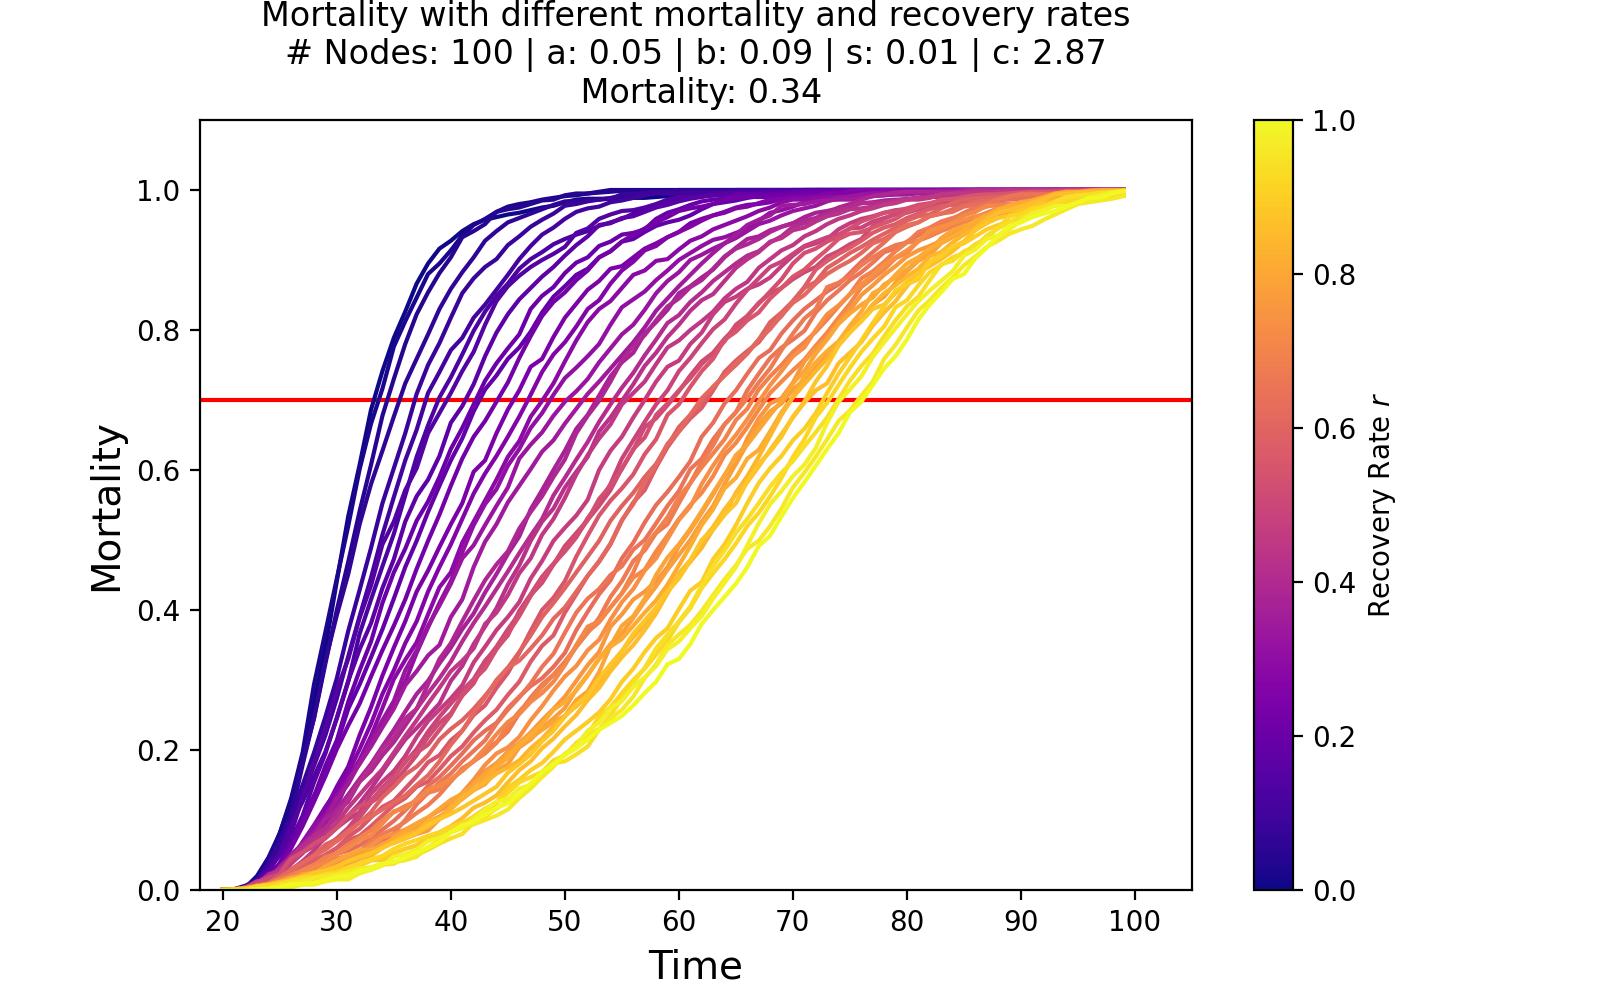 Mortality with different mortality and recovery rates
# Nodes: 100 | a: 0.05 | b: 0.09 | s: 0.01 | c: 2.87
Mortality: 0.34
Mortality
1.0
0.8
0.6
0.4
0.2
0.0
20 30 40 50 60 70 80 90 100
Time
1.0
0.8
0.6
0.4
0.2
0.0
Recovery Rate r